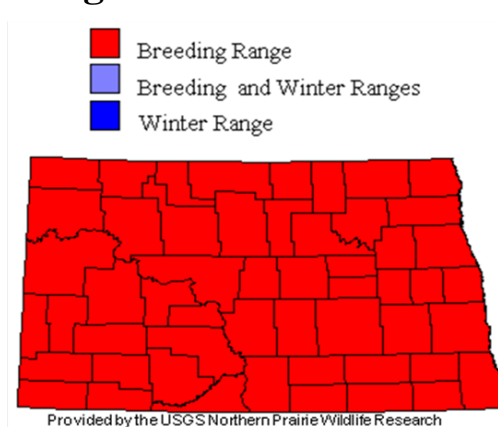 Breeding Range
Breeding and Winter Ranges
Winter Range
Provided by the USGS Northern Prairie Wildlife Research